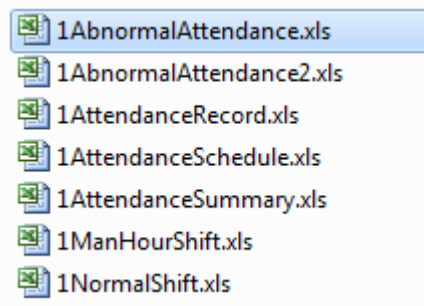 1AbnormalAttendance.xls
1AbnormalAttendance2.xls
1AttendanceRecord.xls
1AttendanceSchedule.xls
1AttendanceSummary.xls
1ManHourShift.xls
1NormalShift.xls